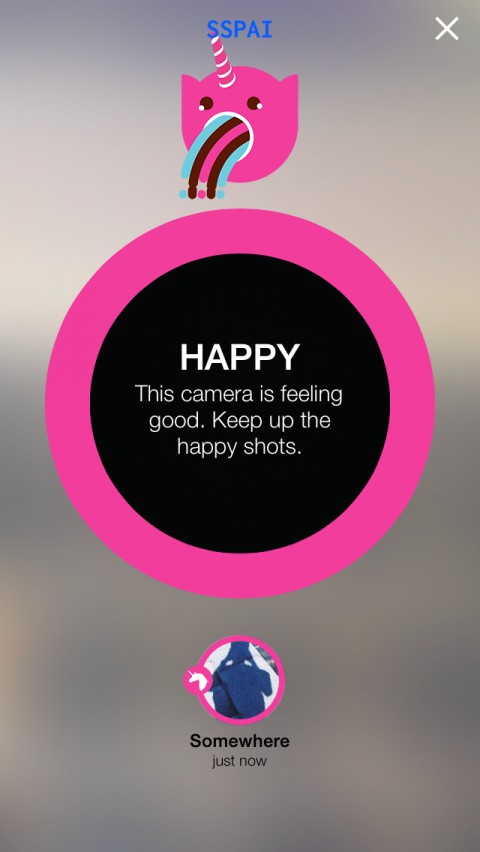 SSPAI
HAPPY
This camera is feeling
good. Keep up the
happy shots.
Somewhere
just now